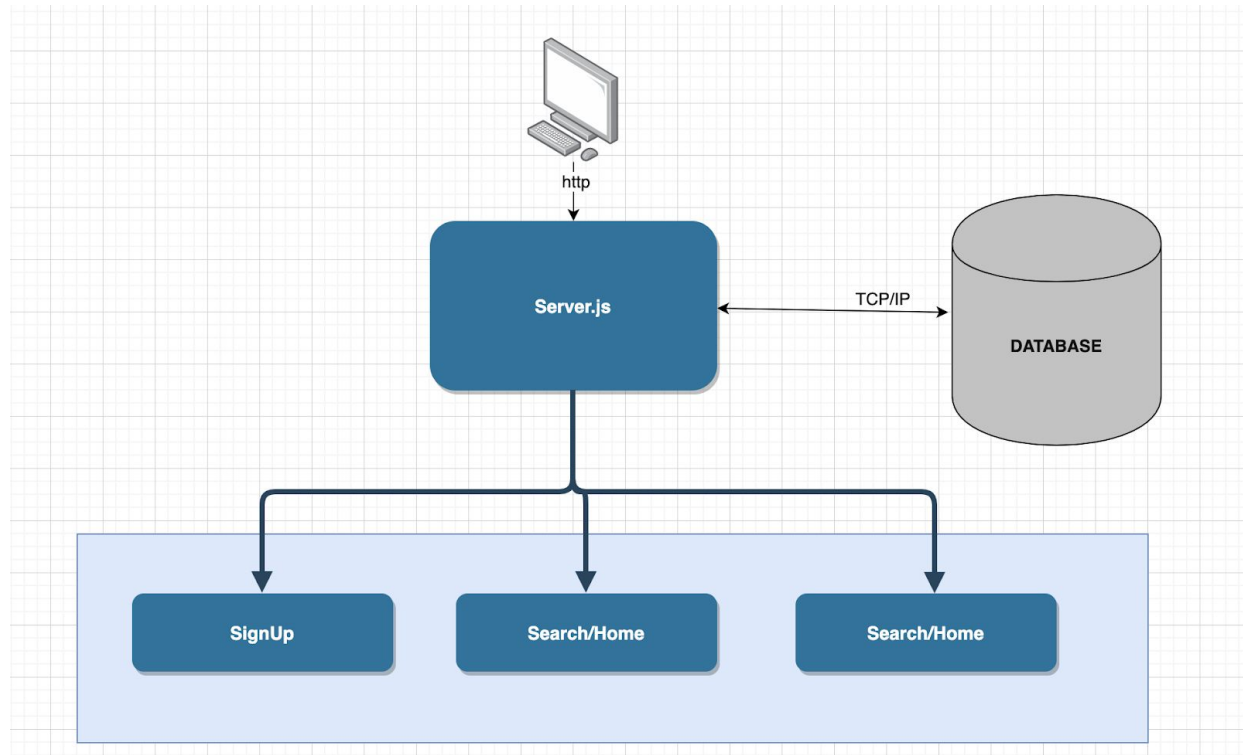 http
Server.js
TCP/IP
DATABASE
SignUp
Search/Home
Search/Home